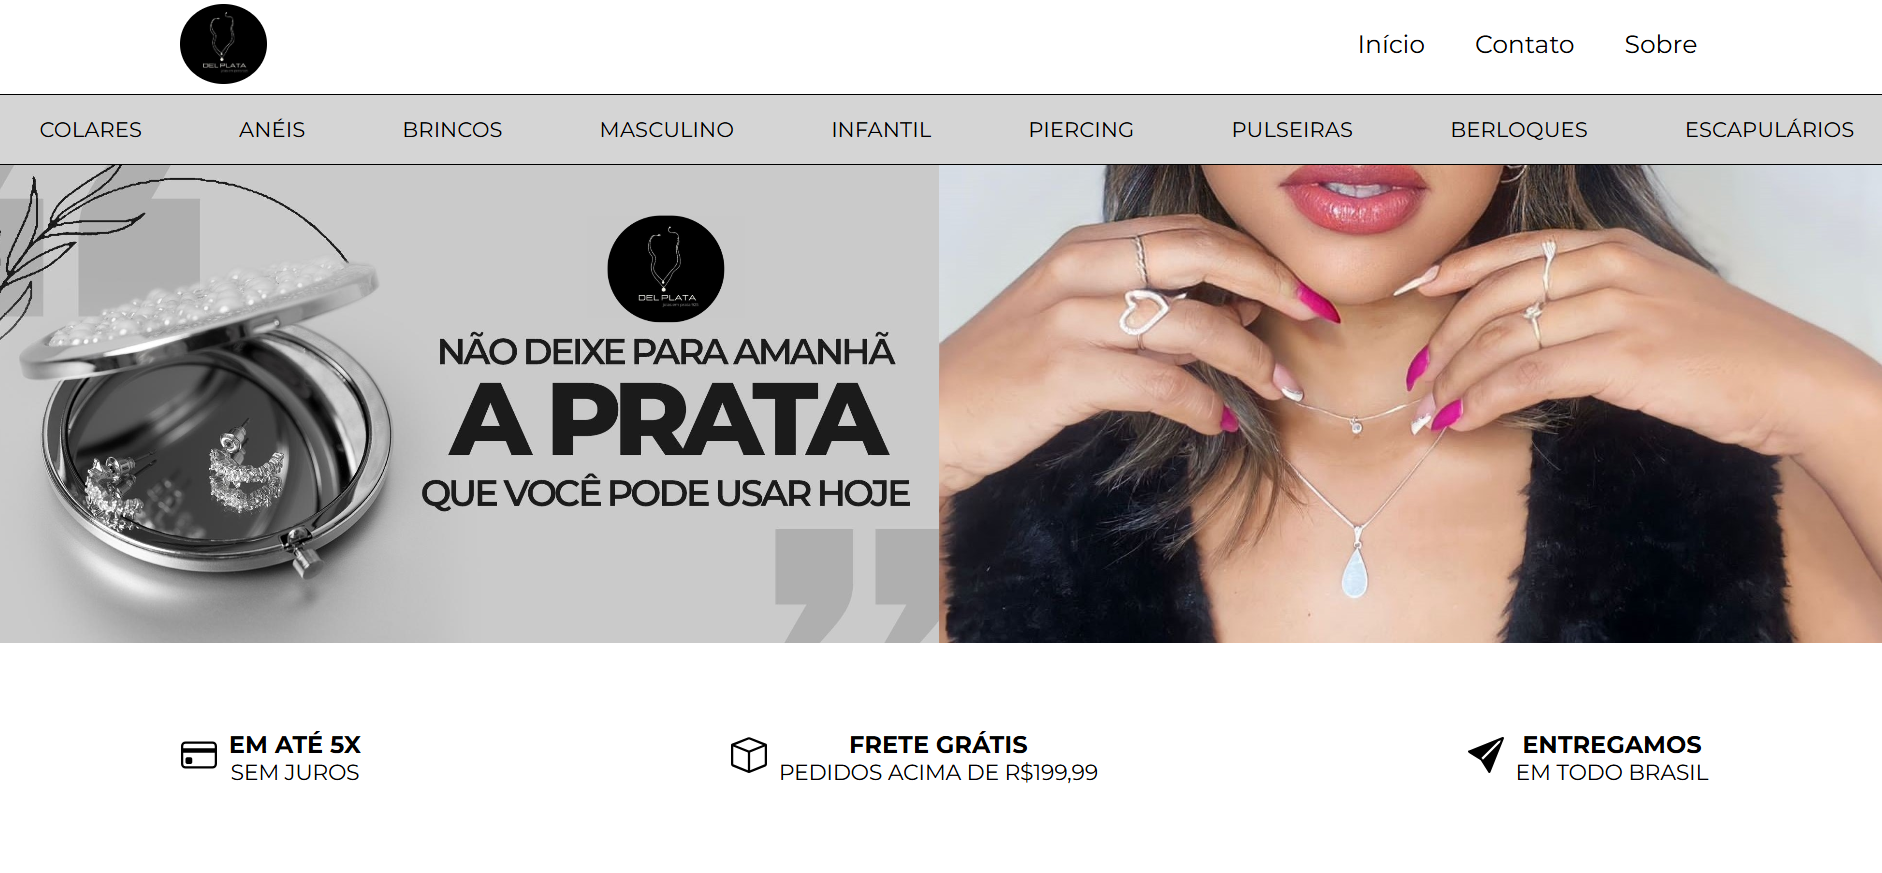 DEL PLATA
Início
Contato
Sobre
COLARES
ANÉIS
BRINCOS
MASCULINO
INFANTIL
PIERCING
PULSEIRAS
BERLOQUES
ESCAPULÁRIOS
DEL PLATA
NÃO DEIXE PARA AMANHÃ
A PRATA
QUE VOCÊ PODE USAR HOJE
EM ATÉ 5X
SEM JUROS
FRETE GRÁTIS
PEDIDOS ACIMA DE R$199,99
ENTREGAMOS
EM TODO BRASIL